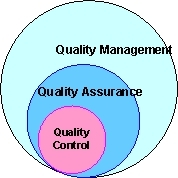 Quality Management
Quality Assurance
Quality
Control